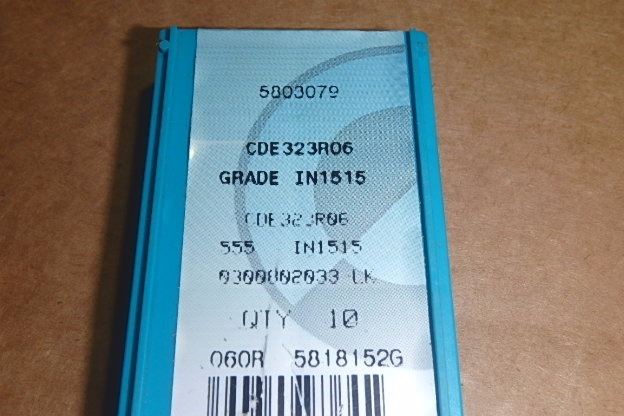 5803079
CDE323R06
GRADE IN1515
CDE323R06
555 IN1515
0300802033 LK
QTY 10
060R 5818152G